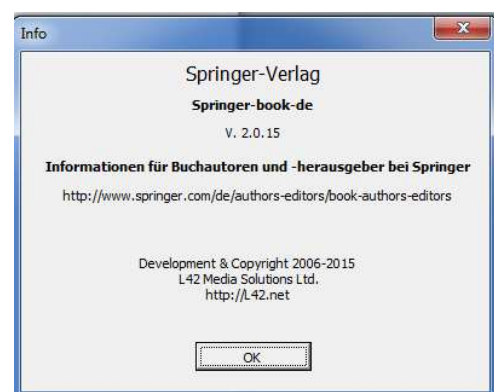 Info
x
Springer-Verlag
Springer-book-de
V. 2.0.15
Informationen für Buchautoren und -herausgeber bei Springer
http://www.springer.com/de/authors-editors/book-authors-editors
Development & Copyright 2006-2015
L42 Media Solutions Ltd.
http://L42.net
OK